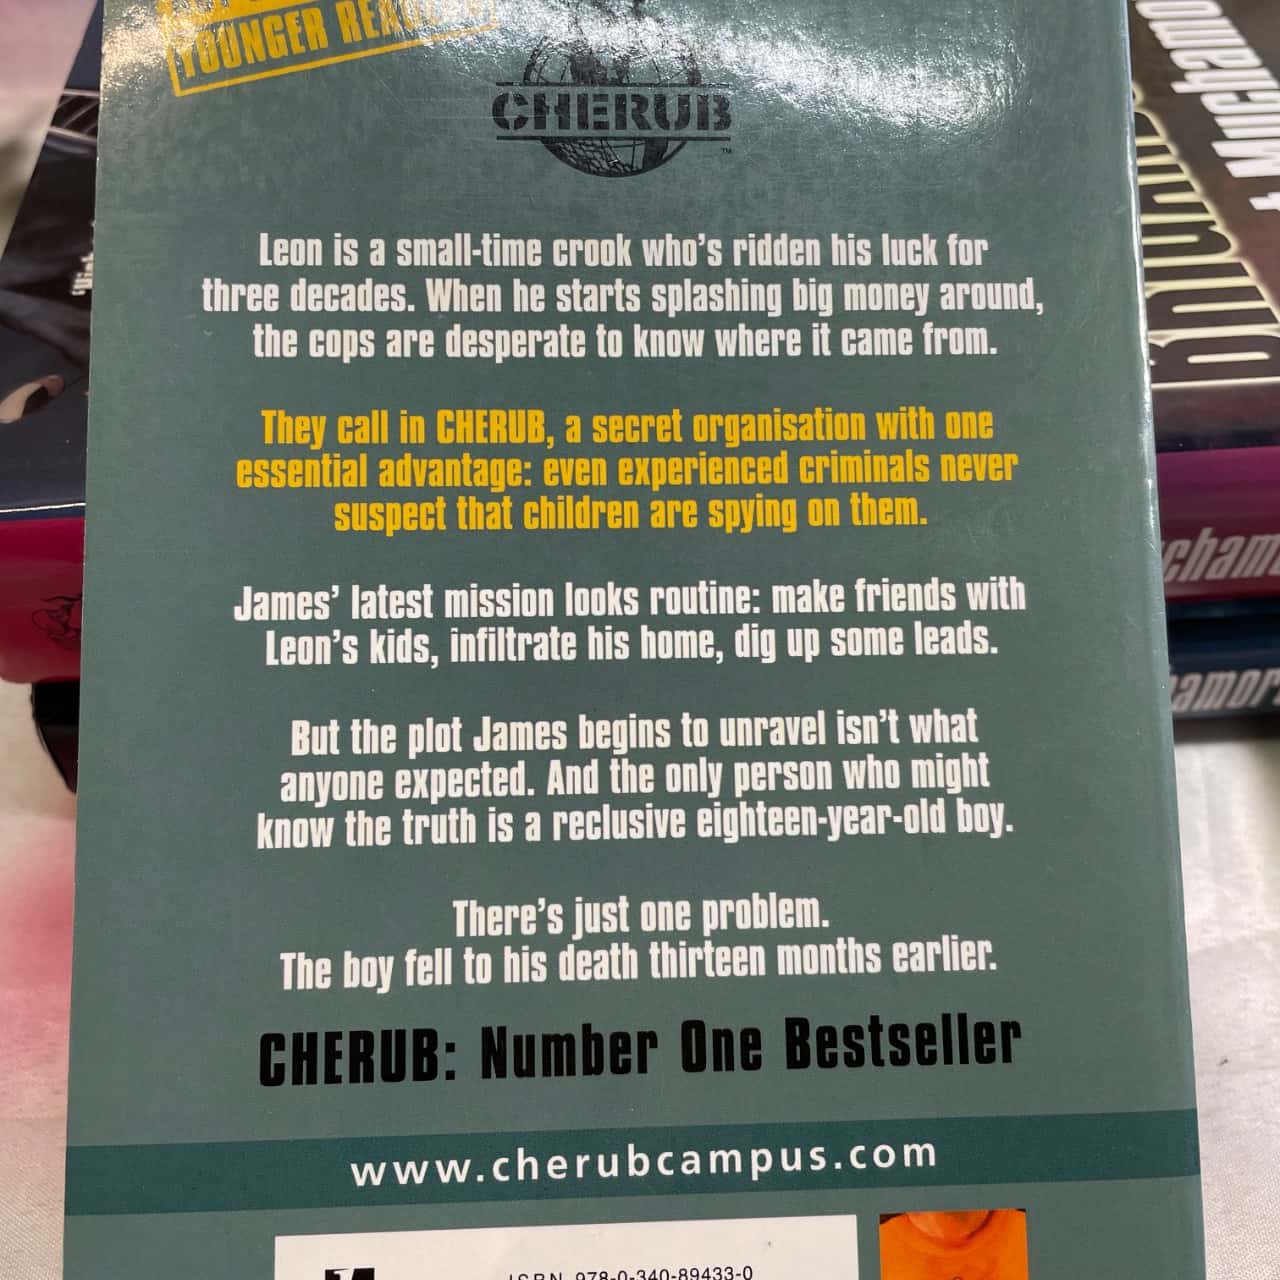 YOUNGER
CHERUB
TM
Leon is a small-time crook who's ridden his luck for
three decades. When he starts splashing big money around,
the cops are desperate to know where it came from.
They call in CHERUB, a secret organisation with one
essential advantage: even experienced criminals never
suspect that children are spying on them.
James' latest mission looks routine: make friends with
Leon's kids, infiltrate his home, dig up some leads.
But the plot James begins to unravel isn't what
anyone expected. And the only person who might
know the truth is a reclusive eighteen-year-old boy.
There's just one problem.
The boy fell to his death thirteen months earlier.
CHERUB: Number One Bestseller
www.cherubcampus.com
ISBN 978-0-340-89433-0